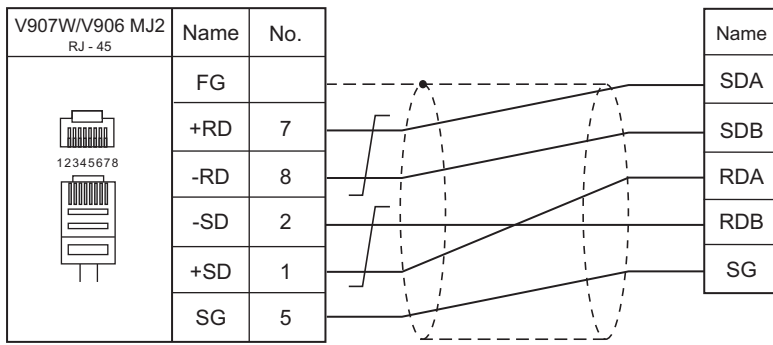 V907W/V906 MJ2 Name No. Name
RJ - 45
FG SDA
+RD 7 SDB
12345678
-RD 8 RDA
-SD 2 RDB
+SD 1 SG
SG 5